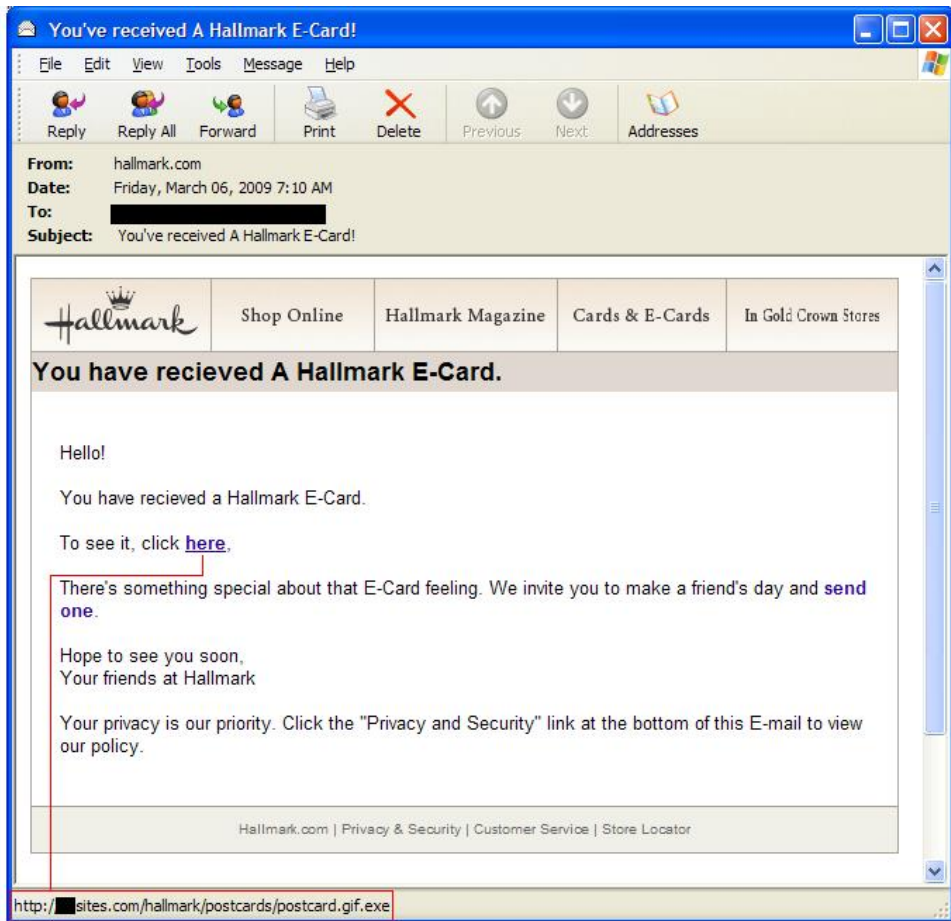 You've received A Hallmark E-Card!
File Edit View Tools Message Help
Reply Reply All Forward Print Delete Previous Next Addresses
From: hallmark.com
Date: Friday, March 06, 2009 7:10 AM
To:
Subject: You've received A Hallmark E-Card!
Hallmark Shop Online Hallmark Magazine Cards & E-Cards In Gold Crown Stores
You have recieved A Hallmark E-Card.
Hello!
You have recieved a Hallmark E-Card.
To see it, click here,
There's something special about that E-Card feeling. We invite you to make a friend's day and send
one.
Hope to see you soon,
Your friends at Hallmark
Your privacy is our priority. Click the "Privacy and Security" link at the bottom of this E-mail to view
our policy.
Hallmark.com | Privacy & Security | Customer Service | Store Locator
http:/ sites.com/hallmark/postcards/postcard.gif.exe